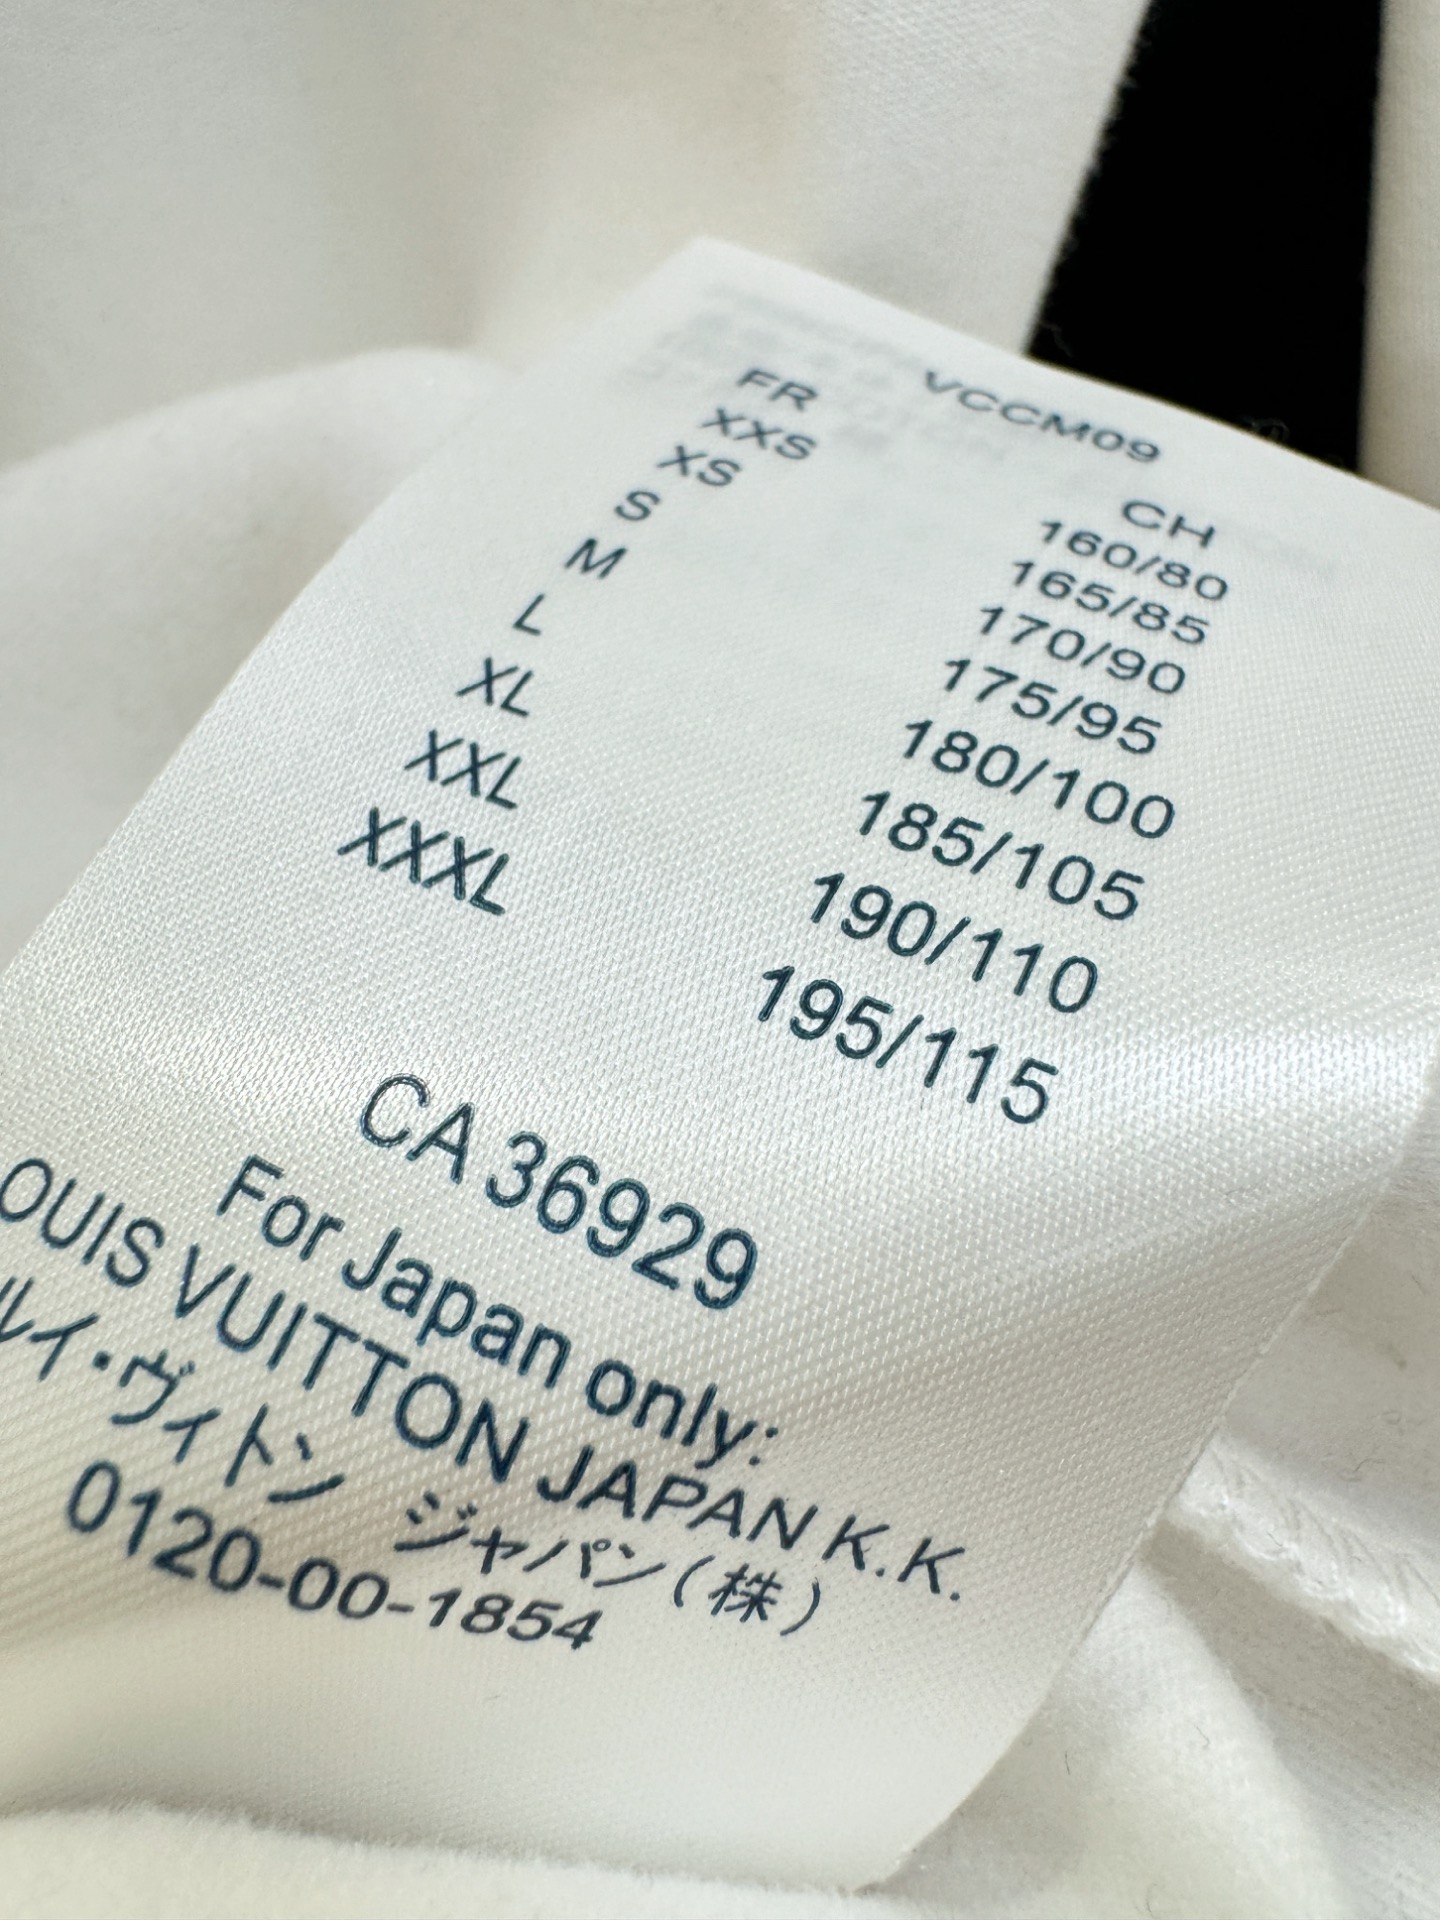 VCCM09
FR CH
XXS 160/80
XS 165/85
S 170/90
M 175/95
L 180/100
XL 185/105
XXL 190/110
XXXL 195/115
CA 36929
For Japan only:
OUIS VUITTON JAPAN K.K.
ルイ・ヴィトン ジャパン (株)
0120-00-1854